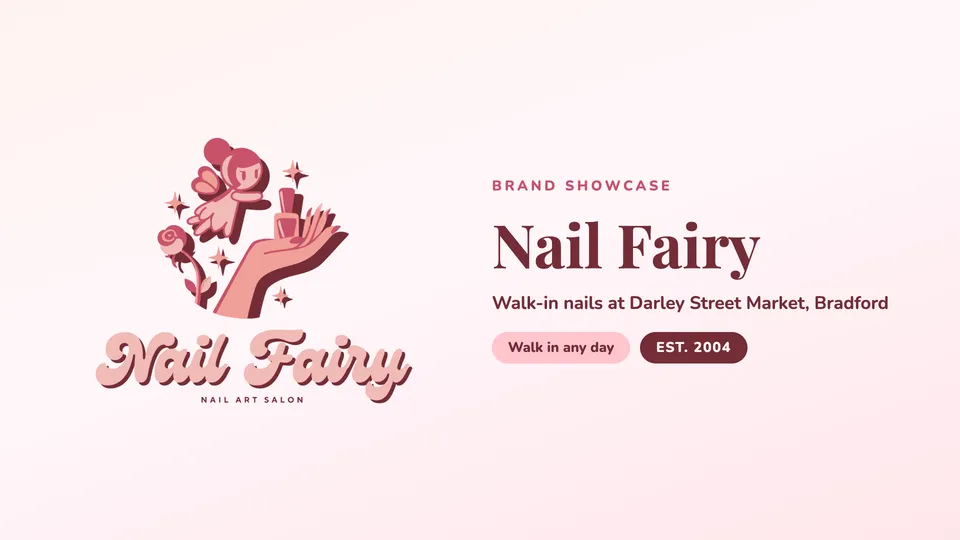 Nail Fairy
NAIL ART SALON
BRAND SHOWCASE
Nail Fairy
Walk-in nails at Darley Street Market, Bradford
Walk in any day
EST. 2004